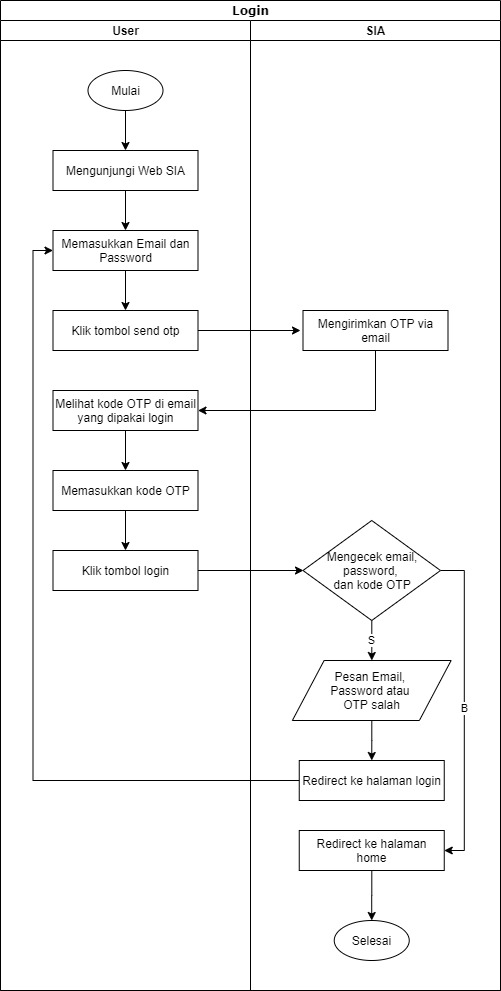 Login
User
SIA
Mulai
Mengunjungi Web SIA
Memasukkan Email dan
Password
Klik tombol send otp
Mengirimkan OTP via
email
Melihat kode OTP di email
yang dipakai login
Memasukkan kode OTP
Klik tombol login
Mengecek email,
password,
dan kode OTP
S
Pesan Email,
Password atau
OTP salah
B
Redirect ke halaman login
Redirect ke halaman
home
Selesai